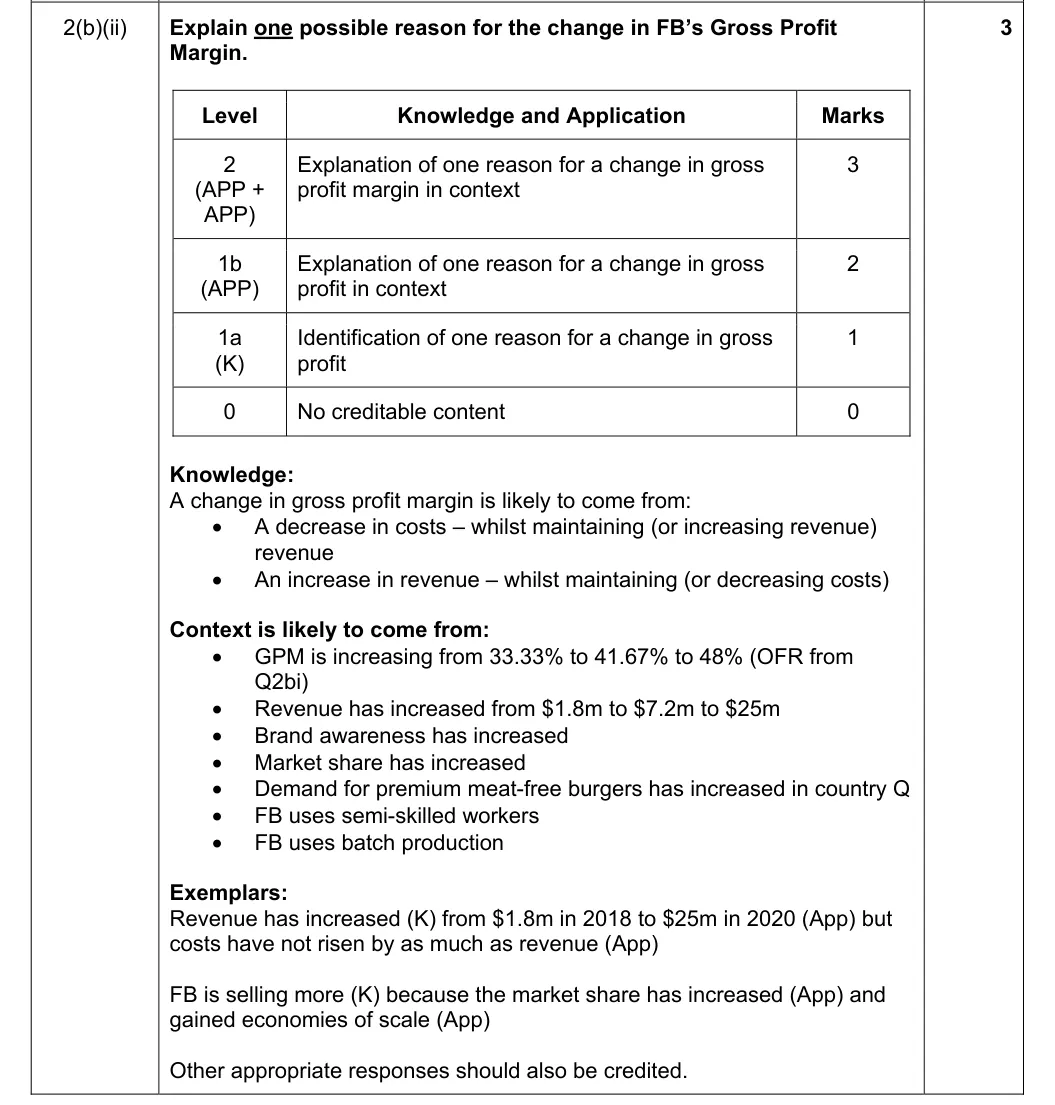 2(b)(ii)
Explain one possible reason for the change in FB's Gross Profit
Margin.
3
Level
Knowledge and Application
Marks
2
(APP +
APP)
Explanation of one reason for a change in gross
profit margin in context
3
1b
(APP)
Explanation of one reason for a change in gross
profit in context
2
1a
(K)
Identification of one reason for a change in gross
profit
1
0
No creditable content
0
Knowledge:
A change in gross profit margin is likely to come from:
• A decrease in costs – whilst maintaining (or increasing revenue)
revenue
• An increase in revenue – whilst maintaining (or decreasing costs)
Context is likely to come from:
• GPM is increasing from 33.33% to 41.67% to 48% (OFR from
Q2bi)
• Revenue has increased from $1.8m to $7.2m to $25m
• Brand awareness has increased
• Market share has increased
• Demand for premium meat-free burgers has increased in country Q
• FB uses semi-skilled workers
• FB uses batch production
Exemplars:
Revenue has increased (K) from $1.8m in 2018 to $25m in 2020 (App) but
costs have not risen by as much as revenue (App)
FB is selling more (K) because the market share has increased (App) and
gained economies of scale (App)
Other appropriate responses should also be credited.